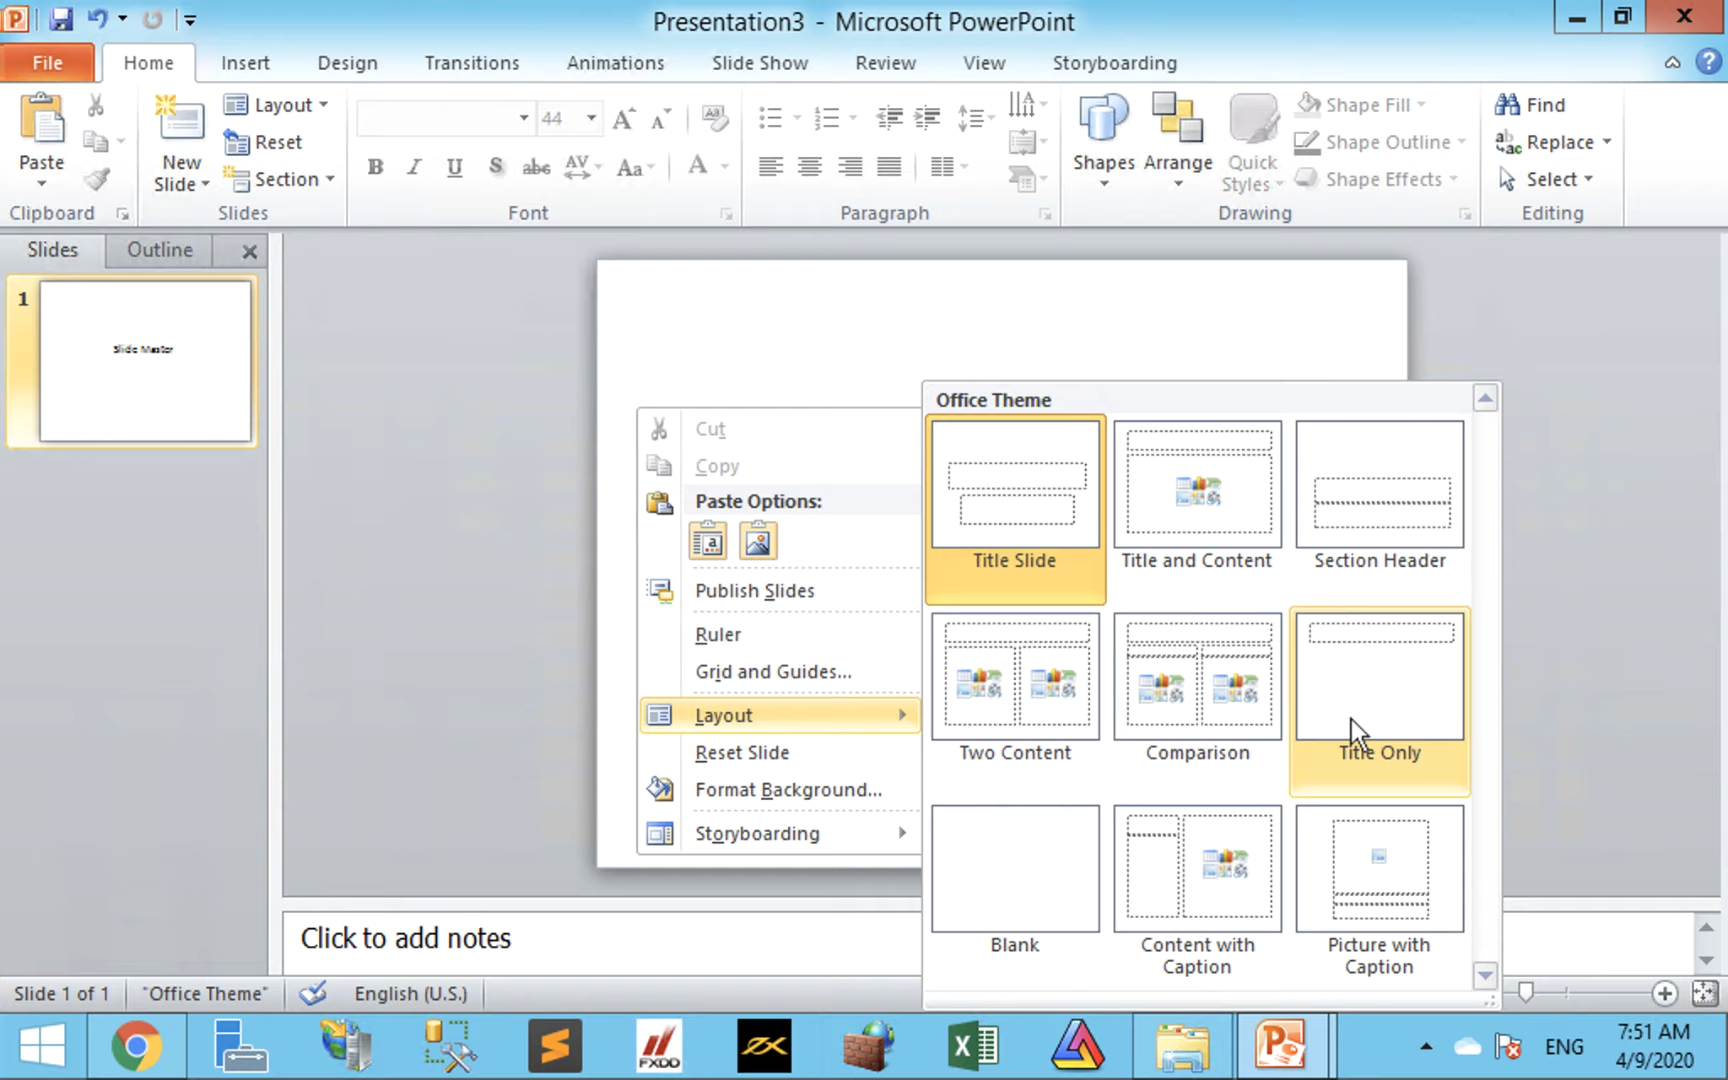 Presentation3 - Microsoft PowerPoint
File Home Insert Design Transitions Animations Slide Show Review View Storyboarding
Paste
New Slide
Layout
Reset
Section
44
B I U S abc AV Aa A
Shapes
Arrange
Quick Styles
Shape Fill
Shape Outline
Shape Effects
Find
Replace
Select
Clipboard Slides Font Paragraph Drawing Editing
Slides Outline
1
Slide Master
Cut
Copy
Paste Options:
Publish Slides
Ruler
Grid and Guides...
Layout
Reset Slide
Format Background...
Storyboarding
Office Theme
Title Slide Title and Content Section Header
Two Content Comparison Title Only
Blank Content with Caption Picture with Caption
Click to add notes
Slide 1 of 1 "Office Theme" English (U.S.)
FXDD
ENG
7:51 AM
4/9/2020